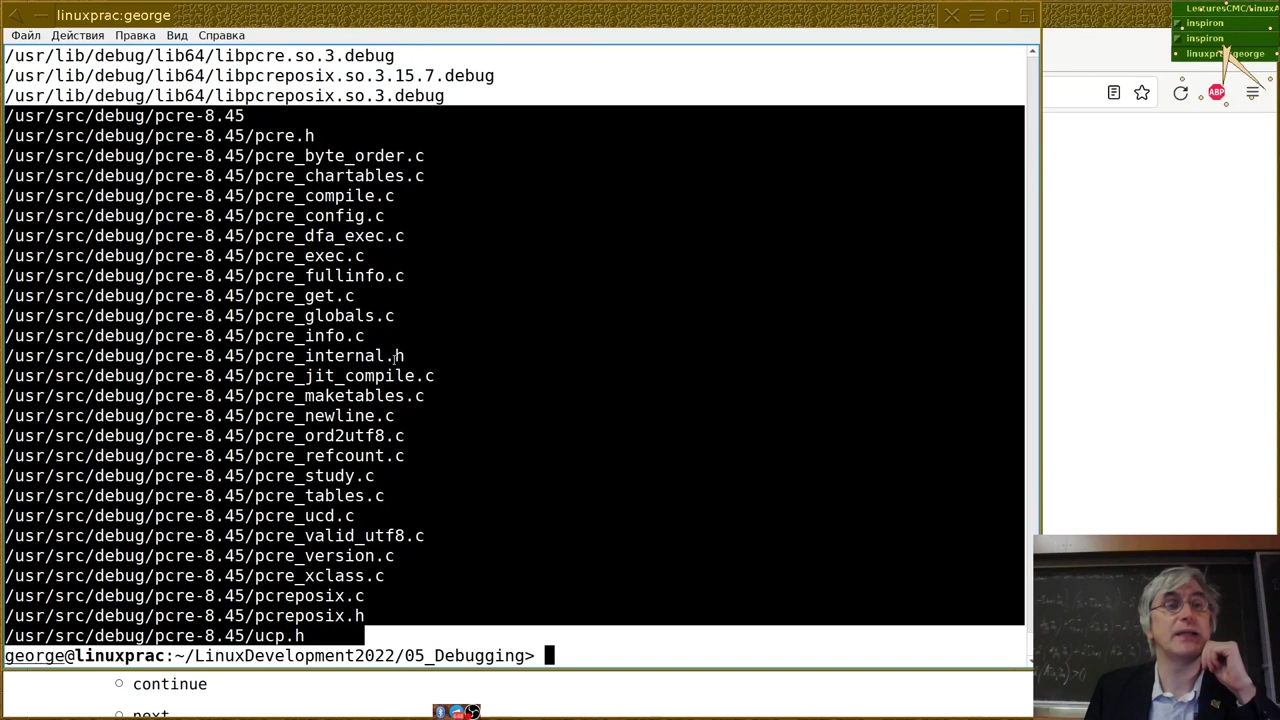 linuxprac:george
Файл Действия Правка Вид Справка
/usr/lib/debug/lib64/libpcre.so.3.debug
/usr/lib/debug/lib64/libpcreposix.so.3.15.7.debug
/usr/lib/debug/lib64/libpcreposix.so.3.debug
/usr/src/debug/pcre-8.45
/usr/src/debug/pcre-8.45/pcre.h
/usr/src/debug/pcre-8.45/pcre_byte_order.c
/usr/src/debug/pcre-8.45/pcre_chartables.c
/usr/src/debug/pcre-8.45/pcre_compile.c
/usr/src/debug/pcre-8.45/pcre_config.c
/usr/src/debug/pcre-8.45/pcre_dfa_exec.c
/usr/src/debug/pcre-8.45/pcre_exec.c
/usr/src/debug/pcre-8.45/pcre_fullinfo.c
/usr/src/debug/pcre-8.45/pcre_get.c
/usr/src/debug/pcre-8.45/pcre_globals.c
/usr/src/debug/pcre-8.45/pcre_info.c
/usr/src/debug/pcre-8.45/pcre_internal.h
/usr/src/debug/pcre-8.45/pcre_jit_compile.c
/usr/src/debug/pcre-8.45/pcre_maketables.c
/usr/src/debug/pcre-8.45/pcre_newline.c
/usr/src/debug/pcre-8.45/pcre_ord2utf8.c
/usr/src/debug/pcre-8.45/pcre_refcount.c
/usr/src/debug/pcre-8.45/pcre_study.c
/usr/src/debug/pcre-8.45/pcre_tables.c
/usr/src/debug/pcre-8.45/pcre_ucd.c
/usr/src/debug/pcre-8.45/pcre_valid_utf8.c
/usr/src/debug/pcre-8.45/pcre_version.c
/usr/src/debug/pcre-8.45/pcre_xclass.c
/usr/src/debug/pcre-8.45/pcreposix.c
/usr/src/debug/pcre-8.45/pcreposix.h
/usr/src/debug/pcre-8.45/ucp.h
george@linuxprac:~/LinuxDevelopment2022/05_Debugging>
continue
next
inspiron
inspiron
linuxprac:george
ABP